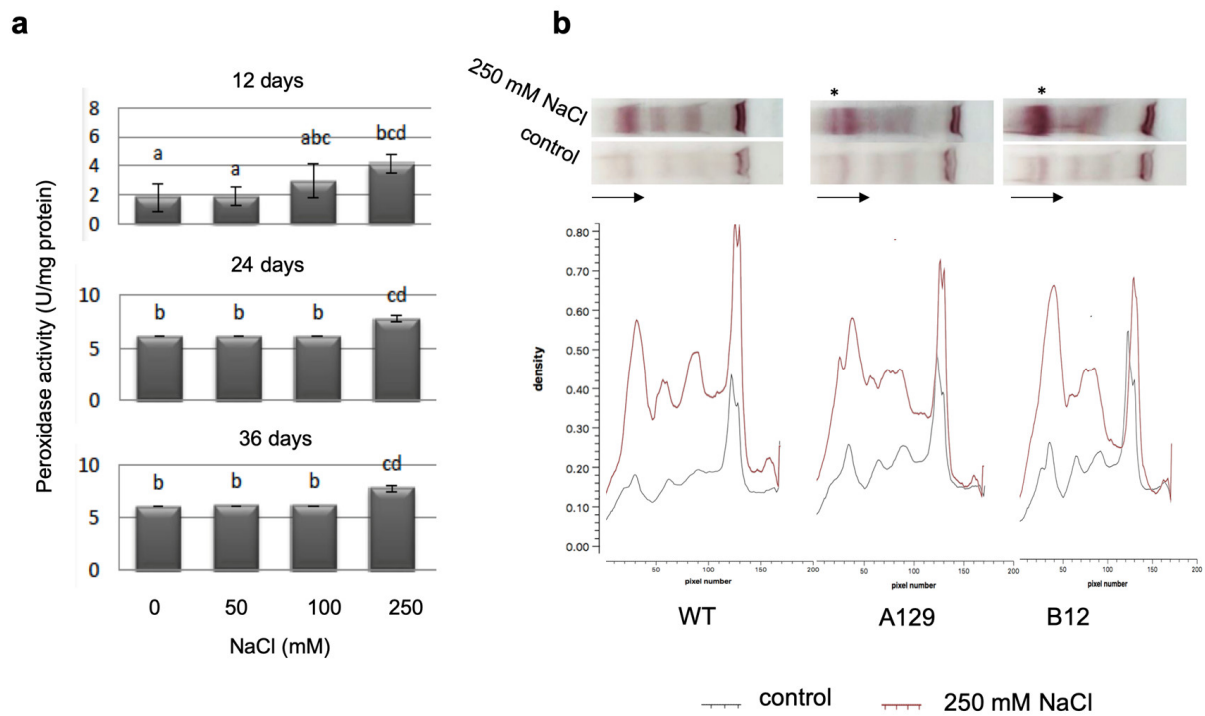 a
Peroxidase activity (U/mg protein)
12 days
8
6
4
2
0
a
a
abc
bcd
24 days
10
5
0
b
b
b
cd
36 days
10
5
0
b
b
b
cd
0 50 100 250
NaCl (mM)
b
250 mM NaCl
control
*
*
density
0.80
0.70
0.60
0.50
0.40
0.30
0.20
0.10
0.00
50 100 150 200
pixel number
50 100 150 200
pixel number
50 100 150 200
pixel number
WT A129 B12
control 250 mM NaCl